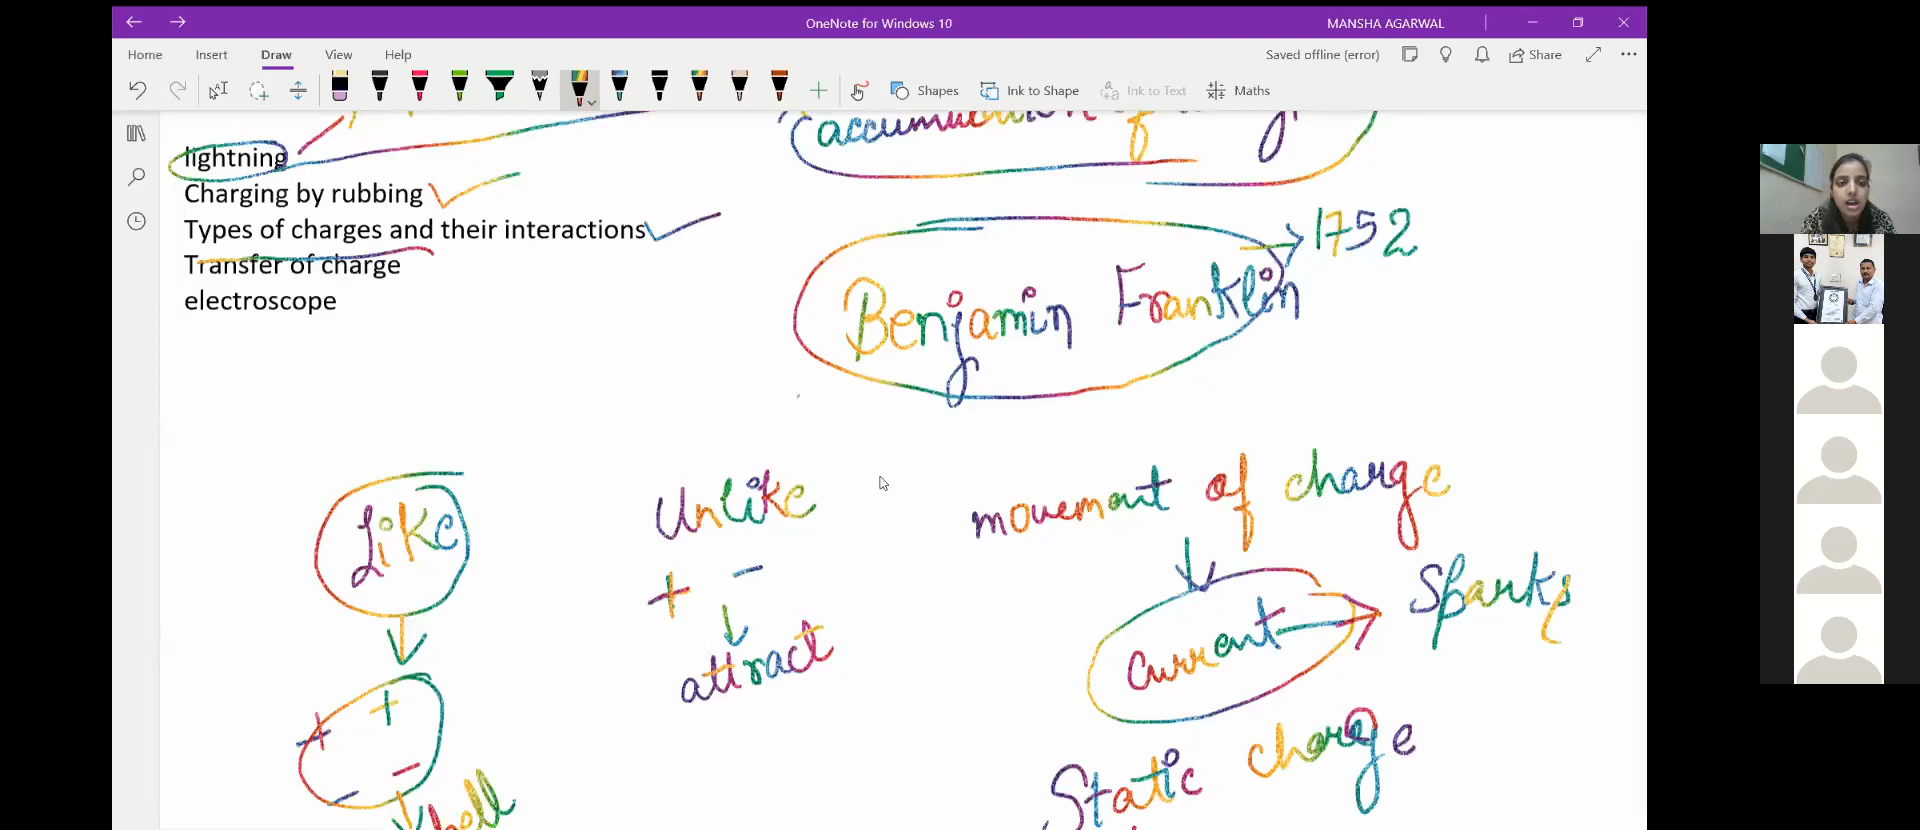 OneNote for Windows 10
MANSHA AGARWAL
Home Insert Draw View Help
Saved offline (error) Share
Shapes Ink to Shape Ink to Text Maths
accumulation of
lightning
Charging by rubbing
Types of charges and their interactions
Transfer of charge
electroscope
1752
Benjamin Franklin
Like
Unlike
+ -
attract
+ +
- -
movement of charge
Current
Sparks
Static charge